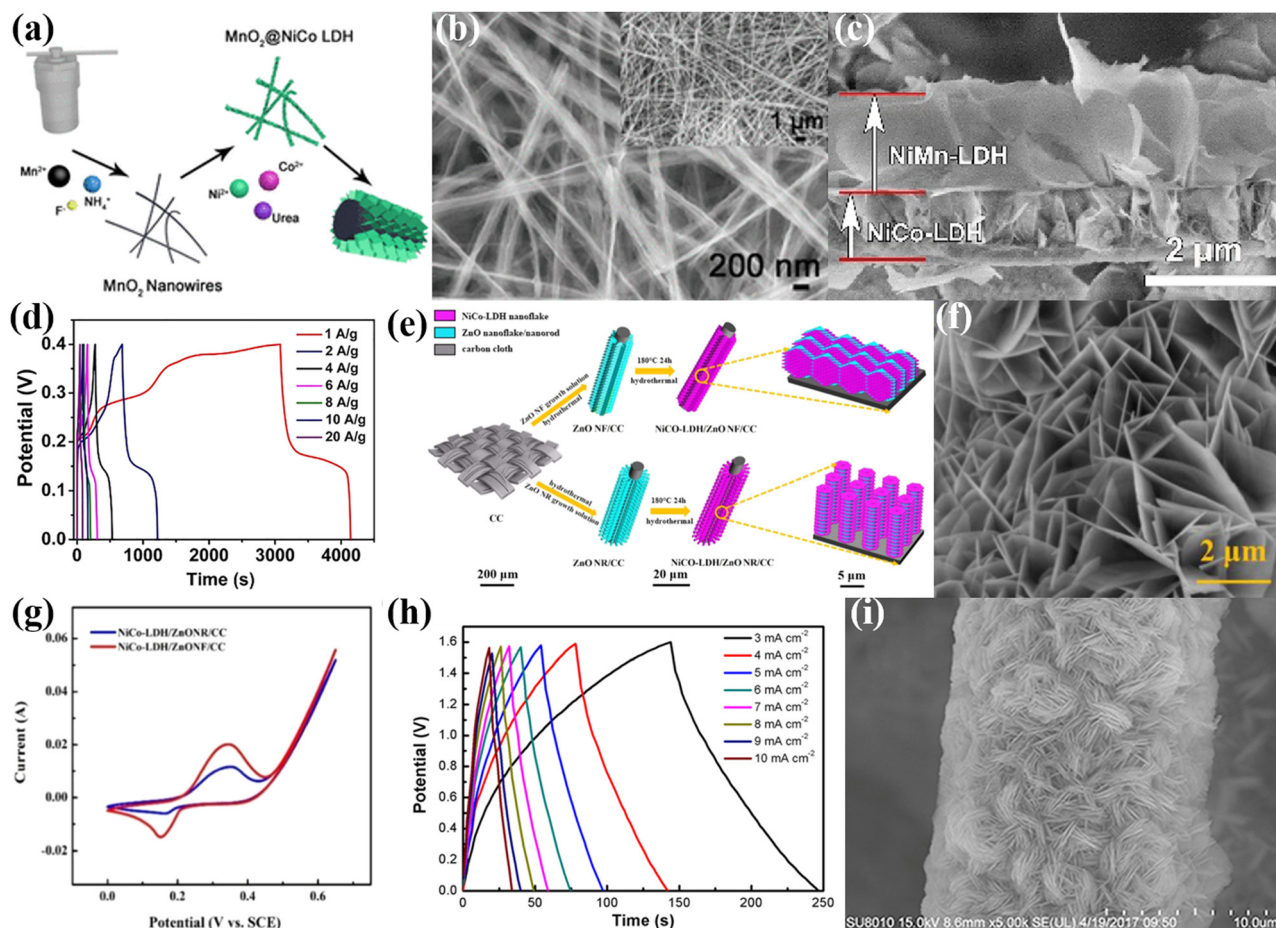 (a)
MnO₂@NiCo LDH
Mn²⁺
NH₄⁺
F⁻
Co²⁺
Ni²⁺
Urea
MnO₂ Nanowires
(b)
1 μm
200 nm
(c)
NiMn-LDH
NiCo-LDH
2 μm
(d)
1 A/g
2 A/g
4 A/g
6 A/g
8 A/g
10 A/g
20 A/g
0.4
0.3
0.2
0.1
0.0
Potential (V)
0 1000 2000 3000 4000
Time (s)
(e)
NiCo-LDH nanoflake
ZnO nanoflake/nanorod
carbon cloth
ZnO NF growth solution
hydrothermal
180°C 24h
hydrothermal
ZnO NF/CC
NiCO-LDH/ZnO NF/CC
CC
hydrothermal
ZnO NR growth solution
180°C 24h
hydrothermal
ZnO NR/CC
NiCO-LDH/ZnO NR/CC
200 μm
20 μm
5 μm
(f)
2 μm
(g)
NiCo-LDH/ZnONR/CC
NiCo-LDH/ZnONF/CC
0.06
0.04
0.02
0.00
-0.02
Current (A)
0.0 0.2 0.4 0.6
Potential (V vs. SCE)
(h)
3 mA cm⁻²
4 mA cm⁻²
5 mA cm⁻²
6 mA cm⁻²
7 mA cm⁻²
8 mA cm⁻²
9 mA cm⁻²
10 mA cm⁻²
1.6
1.4
1.2
1.0
0.8
0.6
0.4
0.2
0.0
Potential (V)
0 50 100 150 200 250
Time (s)
(i)
SU8010 15.0kV 8.6mm x5.00k SE(UL) 4/19/2017 09:50
10.0um